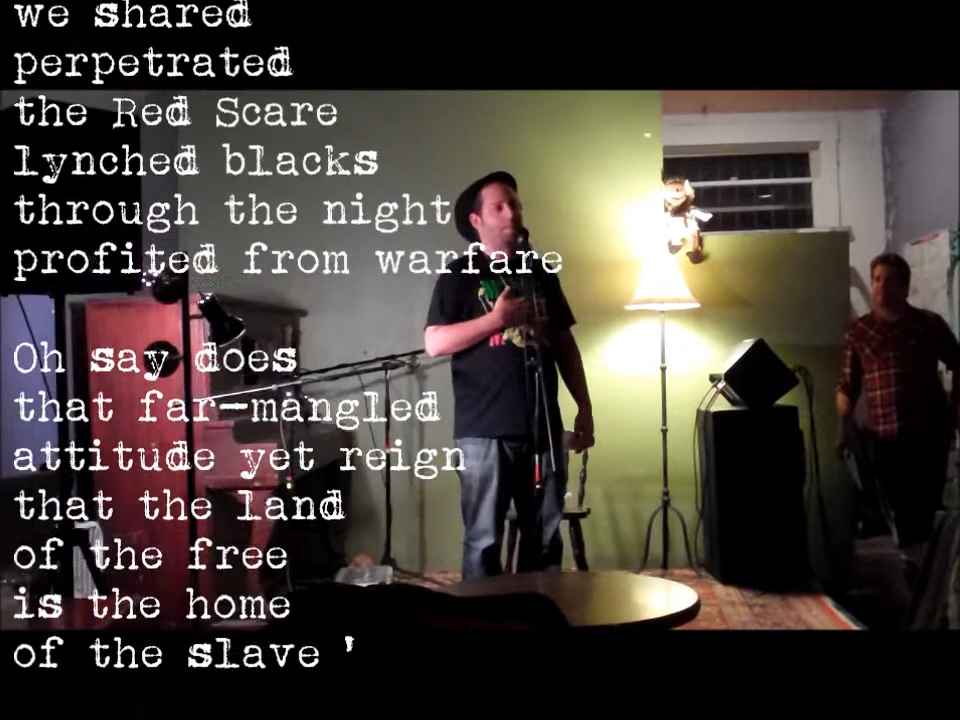 we shared
perpetrated
the Red Scare
lynched blacks
through the night
profited from warfare
Oh say does
that far-mangled
attitude yet reign
that the land
of the free
is the home
of the slave '